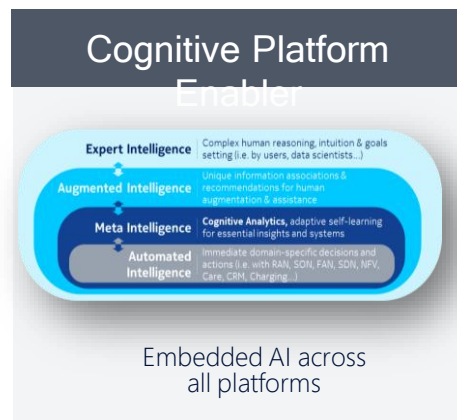 Cognitive Platform
Enabler
Expert Intelligence
Complex human reasoning, intuition & goals
setting (i.e. by users, data scientists...)
Augmented Intelligence
Unique information associations &
recommendations for human
augmentation & assistance
Meta Intelligence
Cognitive Analytics, adaptive self-learning
for essential insights and systems
Automated
Intelligence
Immediate domain-specific decisions and
actions (i.e. with RAN, SON, FAN, SDN, NFV,
Care, CRM, Charging...)
Embedded AI across
all platforms